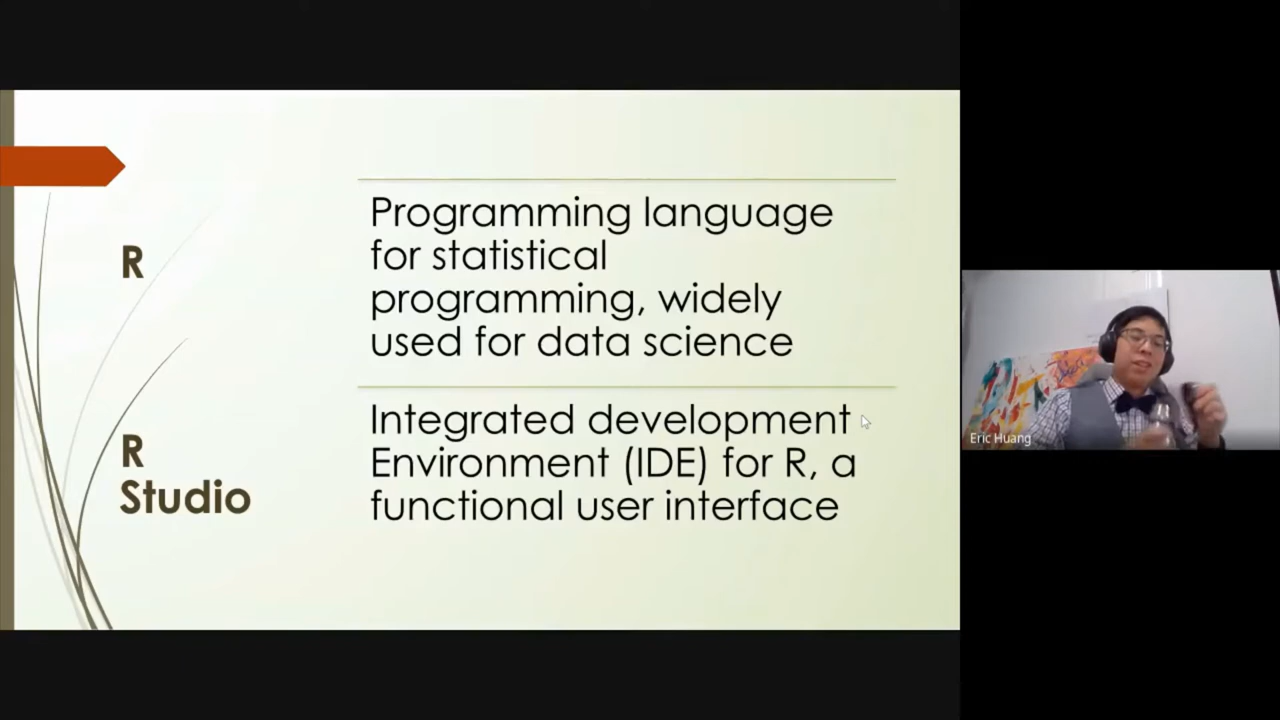 R
Programming language
for statistical
programming, widely
used for data science
R
Studio
Integrated development
Environment (IDE) for R, a
functional user interface
Eric Huang